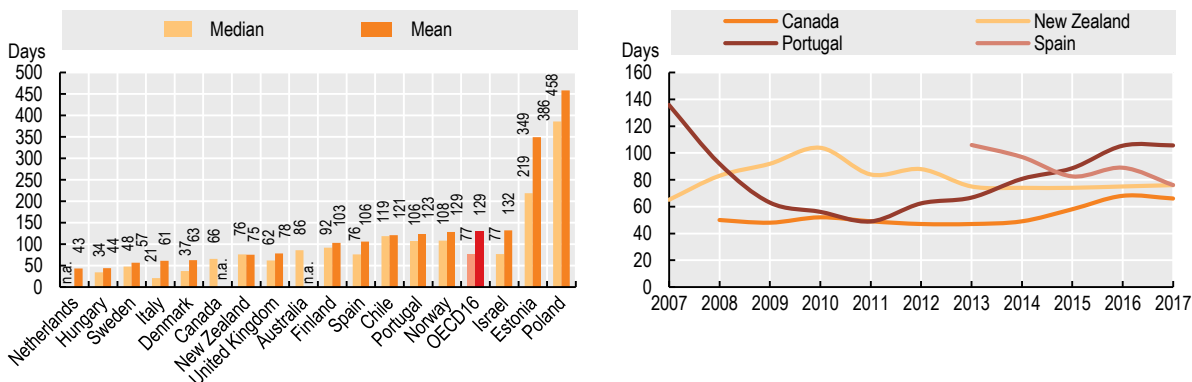 Median Mean
Days
500
450
400
350
300
250
200
150
100
50
0
n.a. 43 34 44 48 57 21 61 37 63 66 n.a. 76 75 62 78 86 n.a. 92 103 76 106 119 121 106 123 108 129 77 129 77 132 219 349 386 458
Netherlands
Hungary
Sweden
Italy
Denmark
Canada
New Zealand
United Kingdom
Australia
Finland
Spain
Chile
Portugal
Norway
OECD16
Israel
Estonia
Poland
Canada New Zealand
Portugal Spain
Days
160
140
120
100
80
60
40
20
0
2007 2008 2009 2010 2011 2012 2013 2014 2015 2016 2017